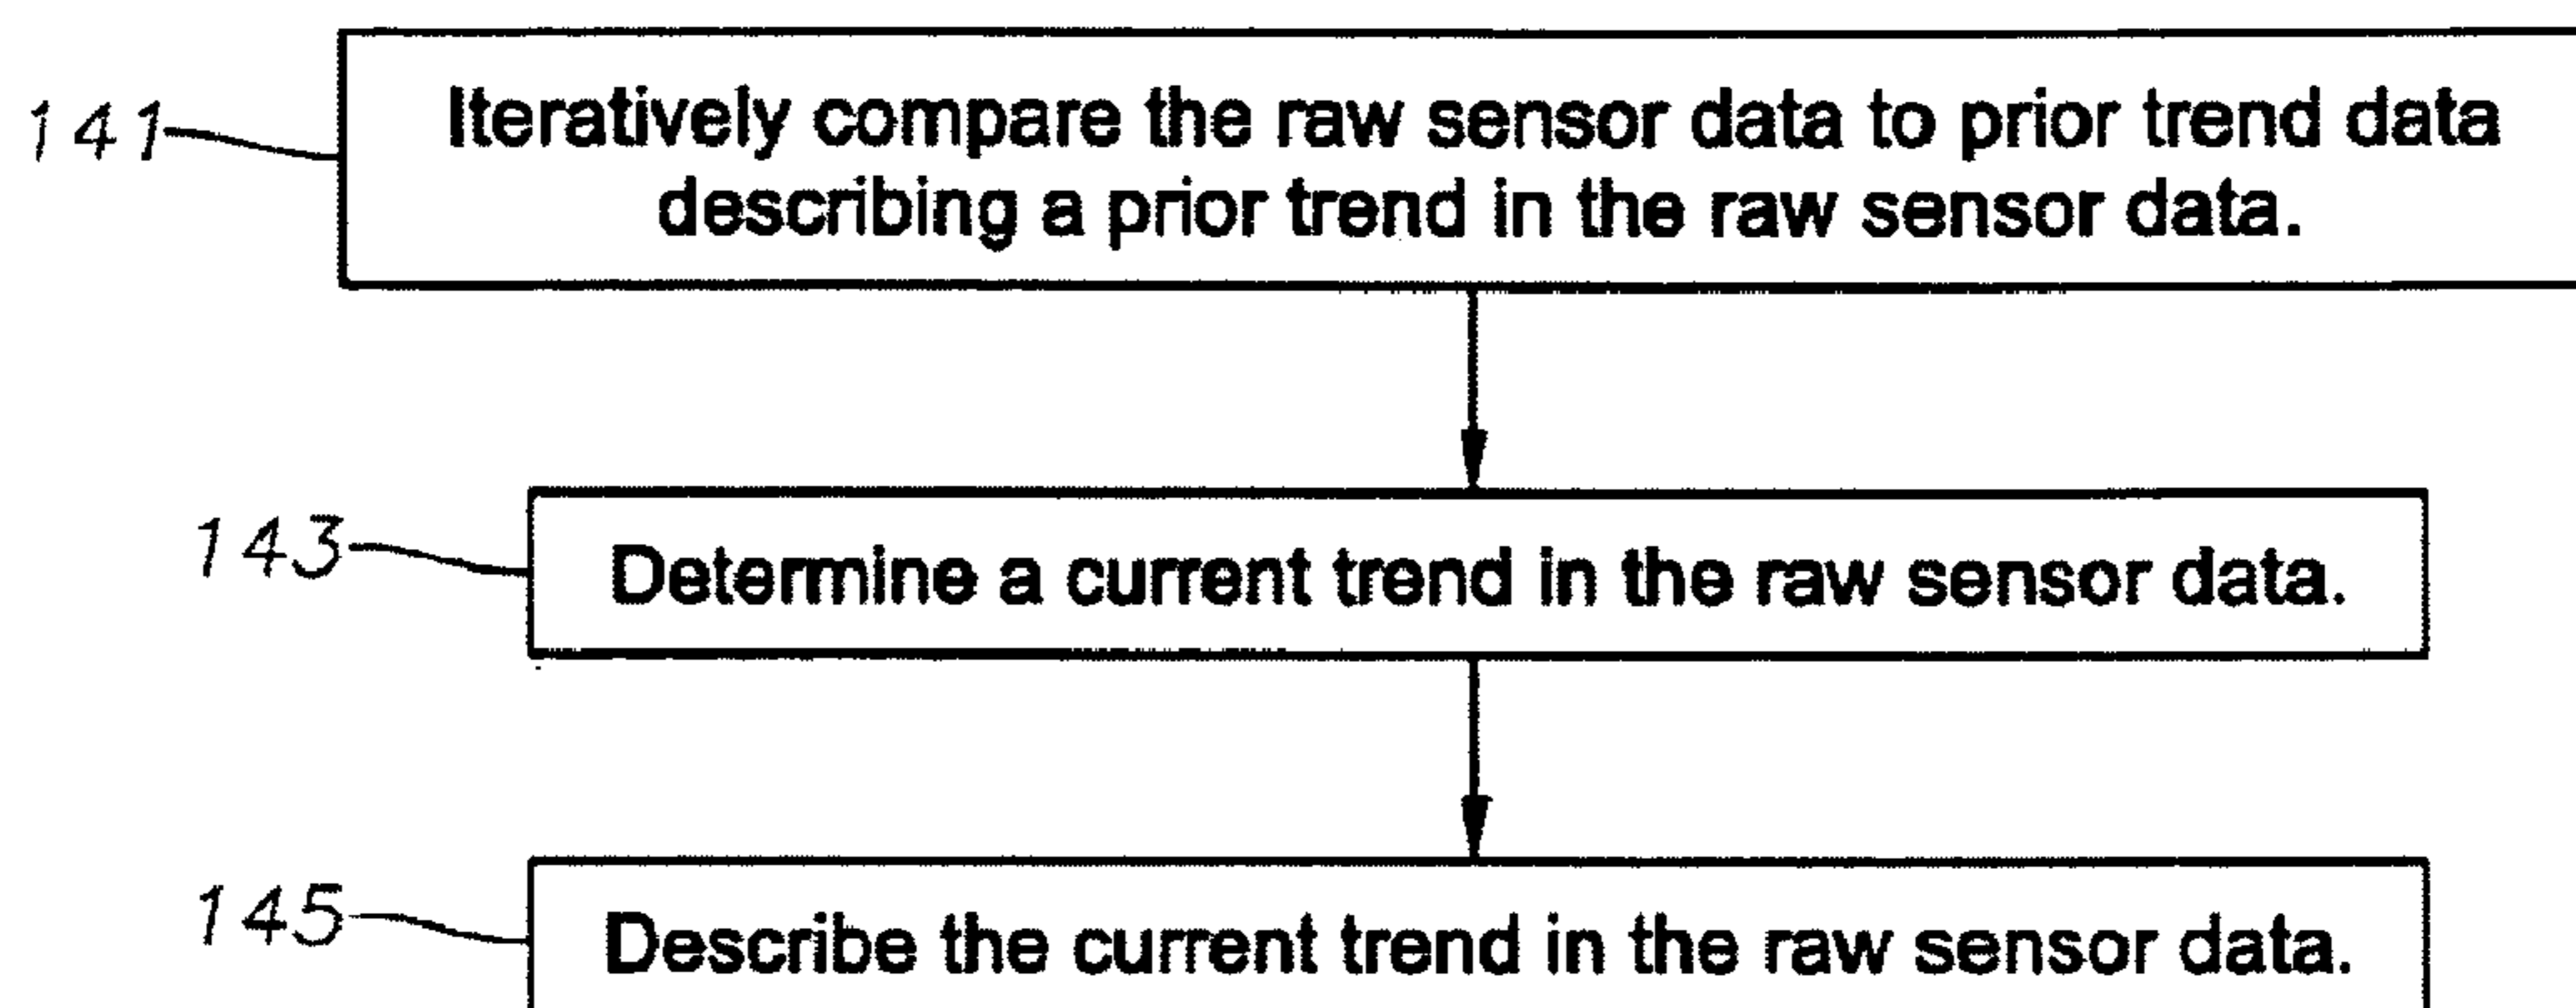 141
Iteratively compare the raw sensor data to prior trend data
describing a prior trend in the raw sensor data.
143
Determine a current trend in the raw sensor data.
145
Describe the current trend in the raw sensor data.